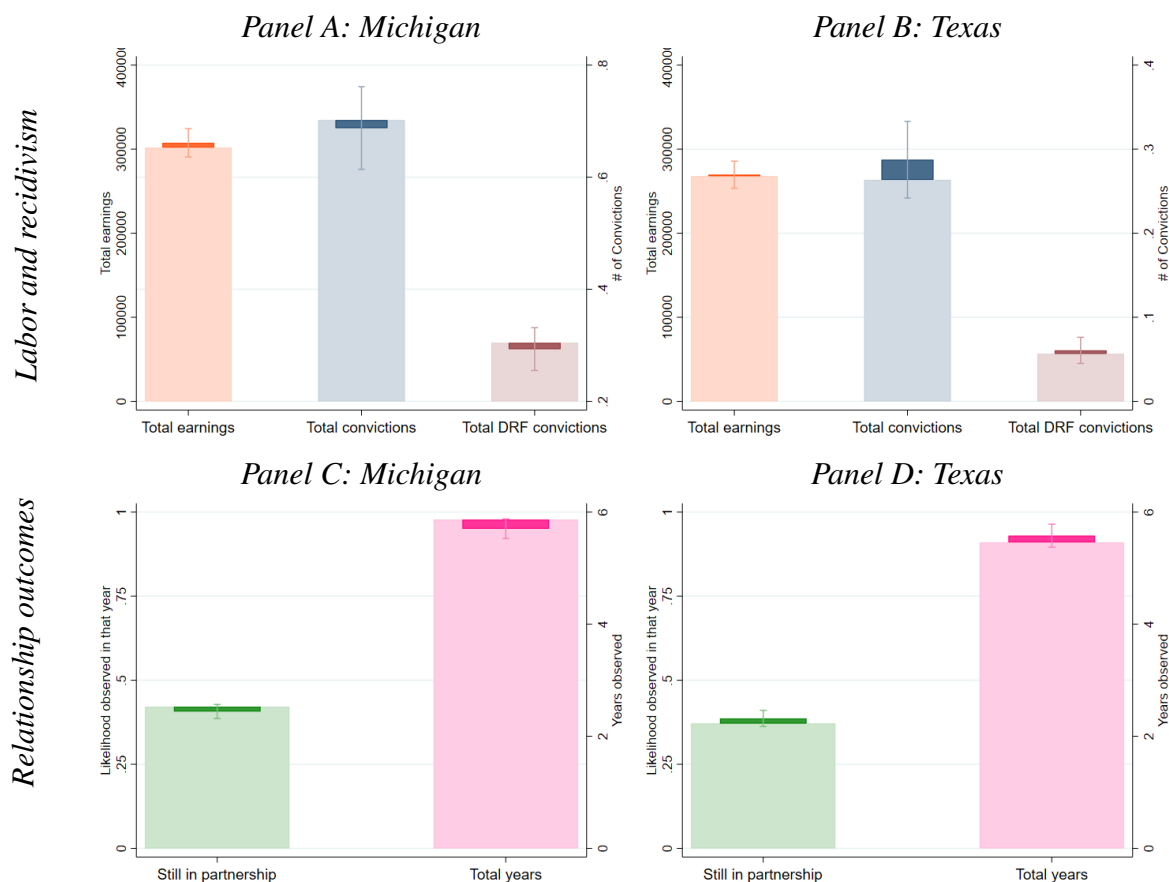 Panel A: Michigan
Panel B: Texas
Labor and recidivism
Total earnings
0
100000
200000
300000
# of Convictions
.2
.4
.6
.8
Total earnings
Total convictions
Total DRF convictions
Total earnings
0
100000
200000
300000
# of Convictions
0
.1
.2
.3
.4
Total earnings
Total convictions
Total DRF convictions
Panel C: Michigan
Panel D: Texas
Relationship outcomes
Likelihood observed in that year
0
.25
.5
.75
1
Years observed
0
2
4
6
Still in partnership
Total years
Likelihood observed in that year
0
.25
.5
.75
1
Years observed
0
2
4
6
Still in partnership
Total years